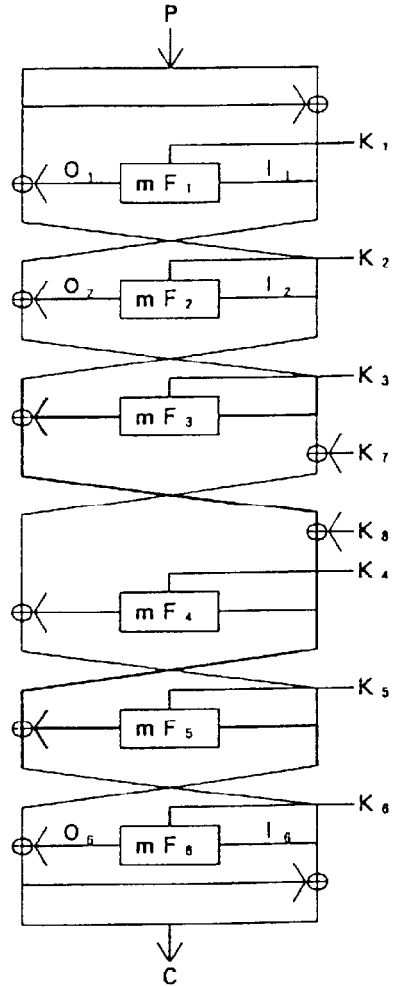 P
K 1
O 1 m F 1 I 1
K 2
O 2 m F 2 I 2
K 3
m F 3
K 7
K 8
K 4
m F 4
K 5
m F 5
K 6
O 6 m F 6 I 6
C